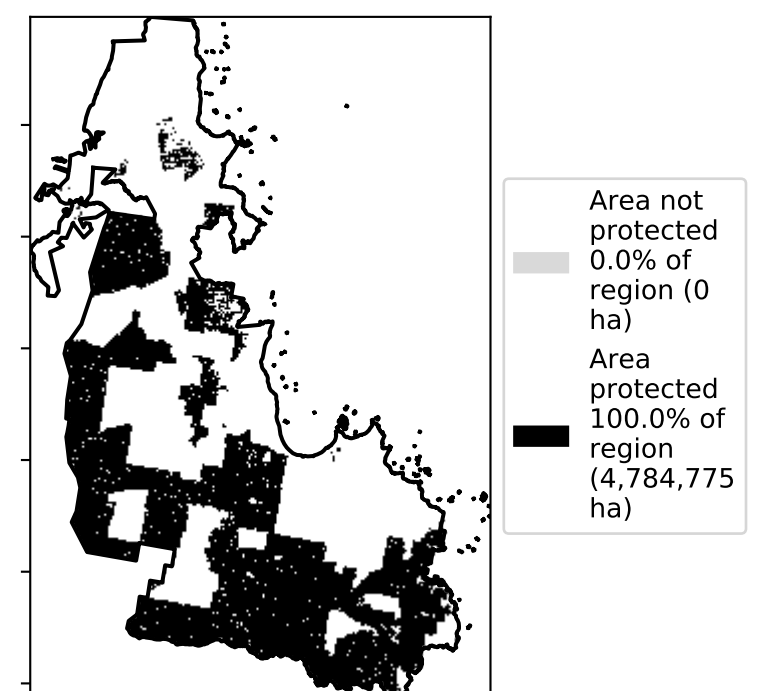 Area not
protected
0.0% of
region (0
ha)
Area
protected
100.0% of
region
(4,784,775
ha)